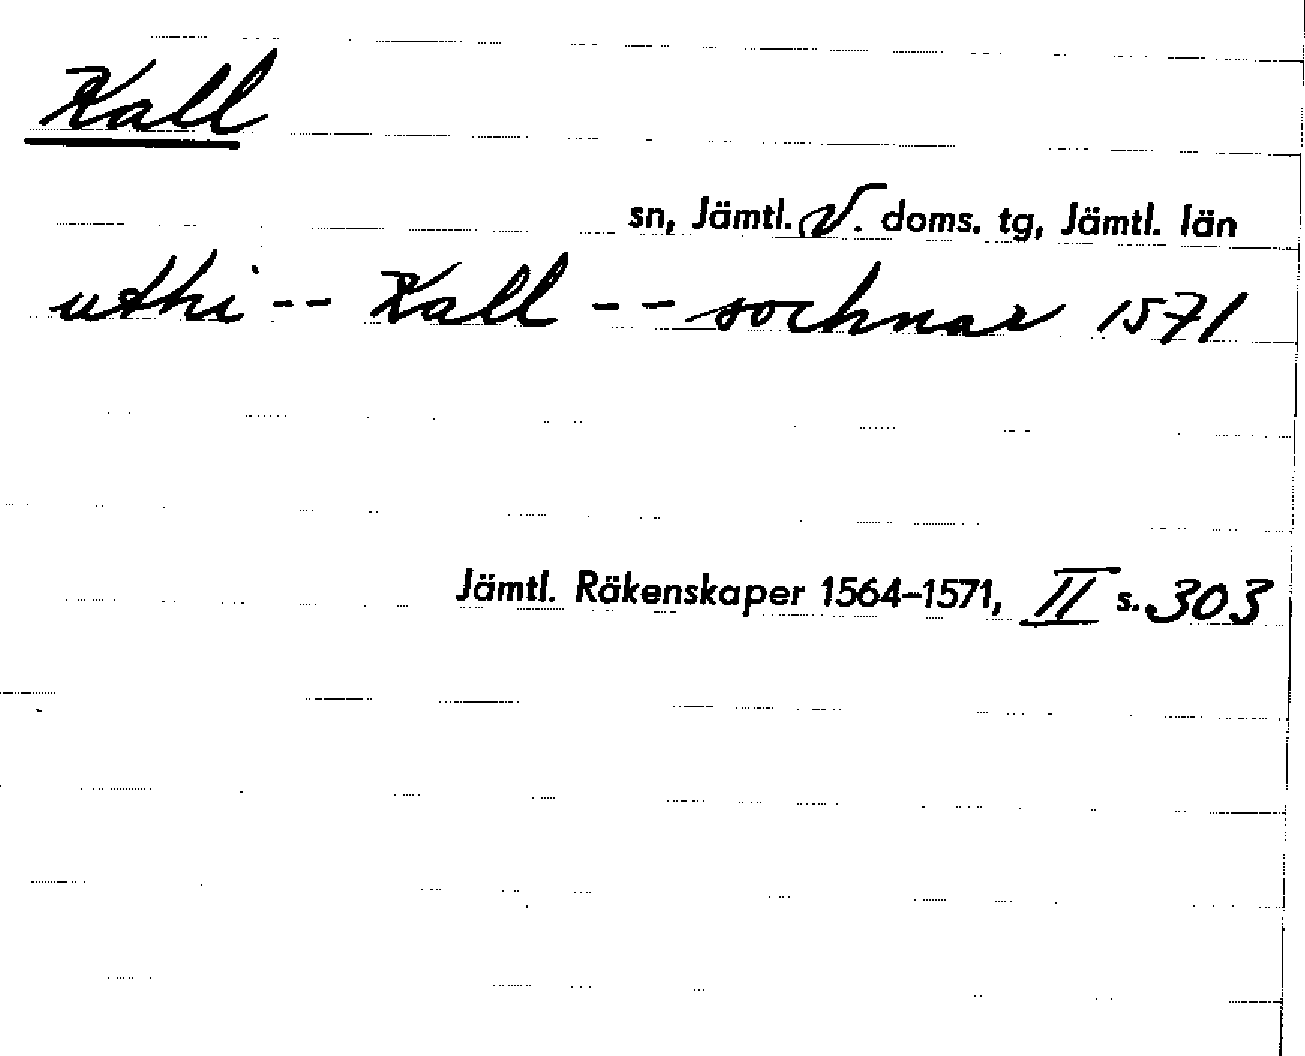 Kall
sn, Jämtl. V. doms. tg, Jämtl. län
uthi -- Kall -- sochnar 1571
Jämtl. Räkenskaper 1564-1571, II s. 303